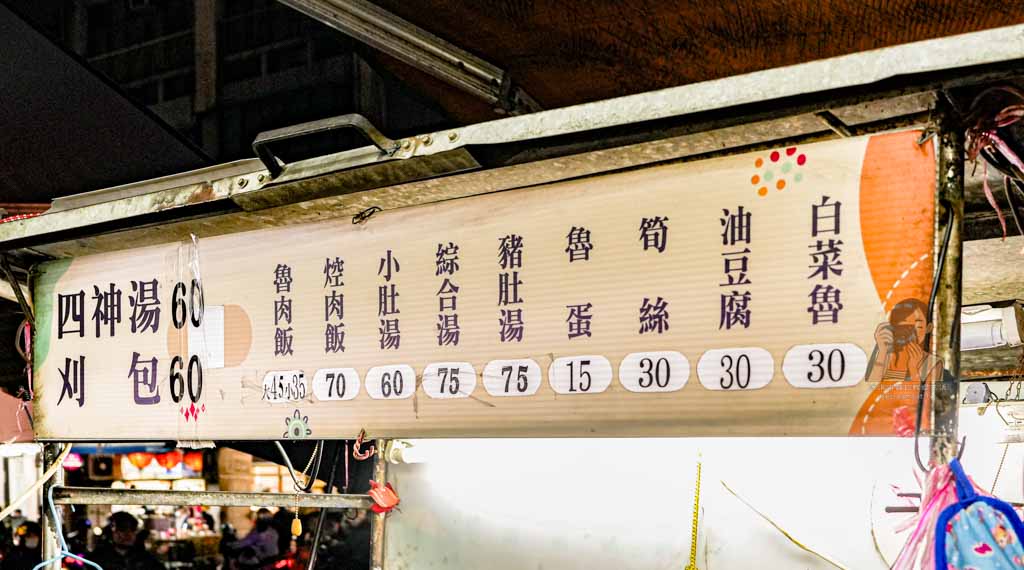 四神湯 60
刈包 60
魯肉飯 大45小35
焢肉飯 70
小肚湯 60
綜合湯 75
豬肚湯 75
魯蛋 15
筍絲 30
油豆腐 30
白菜魯 30